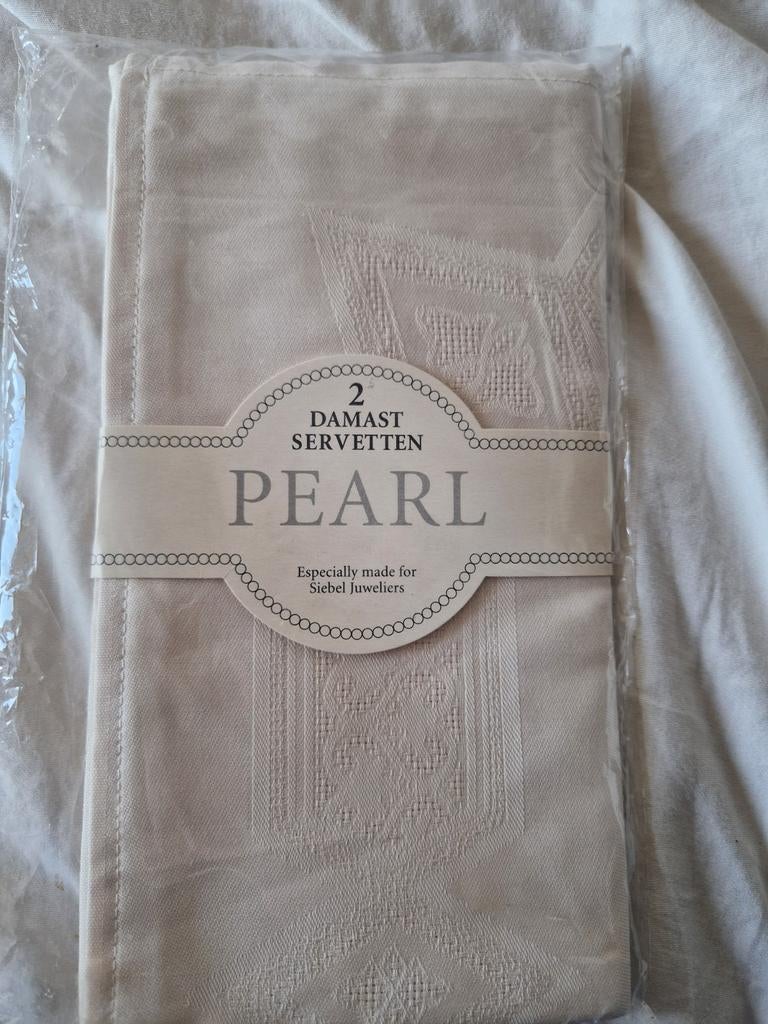 2
DAMAST
SERVETTEN
PEARL
Especially made for
Siebel Juweliers